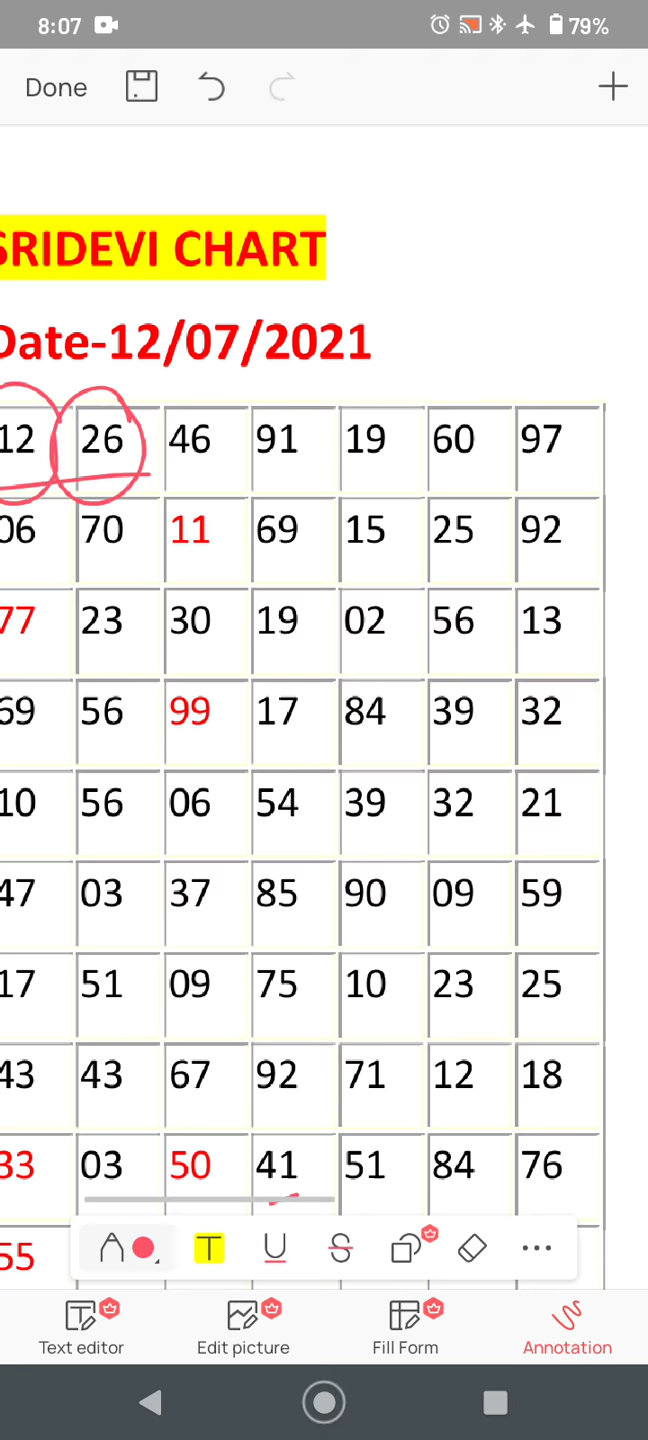 8:07 79%
Done
SRIDEVI CHART
Date-12/07/2021
12 26 46 91 19 60 97
06 70 11 69 15 25 92
77 23 30 19 02 56 13
69 56 99 17 84 39 32
10 56 06 54 39 32 21
47 03 37 85 90 09 59
17 51 09 75 10 23 25
43 43 67 92 71 12 18
33 03 50 41 51 84 76
55
T U S
Text editor Edit picture Fill Form Annotation